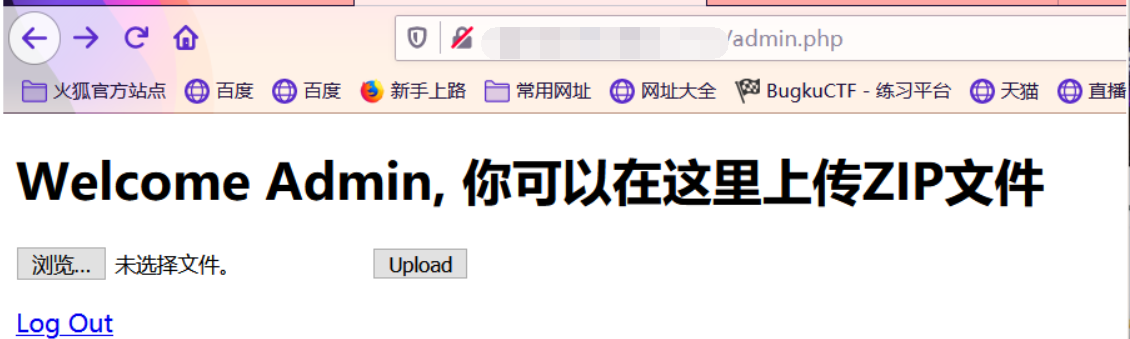 /admin.php
火狐官方站点 百度 百度 新手上路 常用网址 网址大全 BugkuCTF - 练习平台 天猫 直播
Welcome Admin, 你可以在这里上传ZIP文件
浏览... 未选择文件。 Upload
Log Out